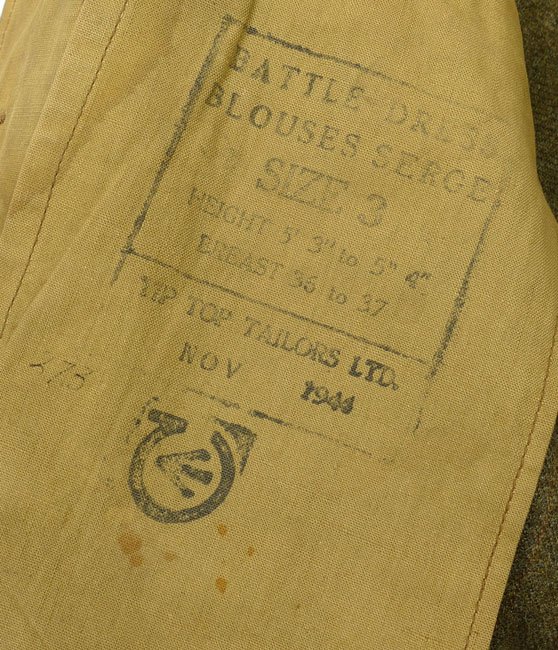 BATTLE-DRESS
BLOUSES SERGE
SIZE 3
HEIGHT 5' 3" to 5" 4"
BREAST 36 to 37
TIP TOP TAILORS LTD.
NOV 1944
273